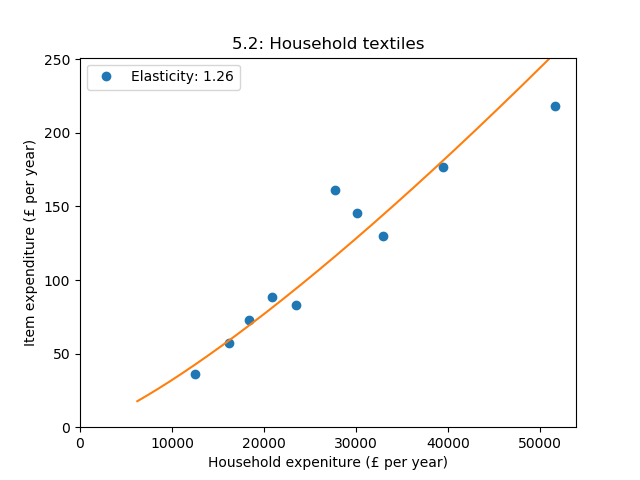 5.2: Household textiles
Elasticity: 1.26
Item expenditure (£ per year)
250
200
150
100
50
0
0 10000 20000 30000 40000 50000
Household expeniture (£ per year)